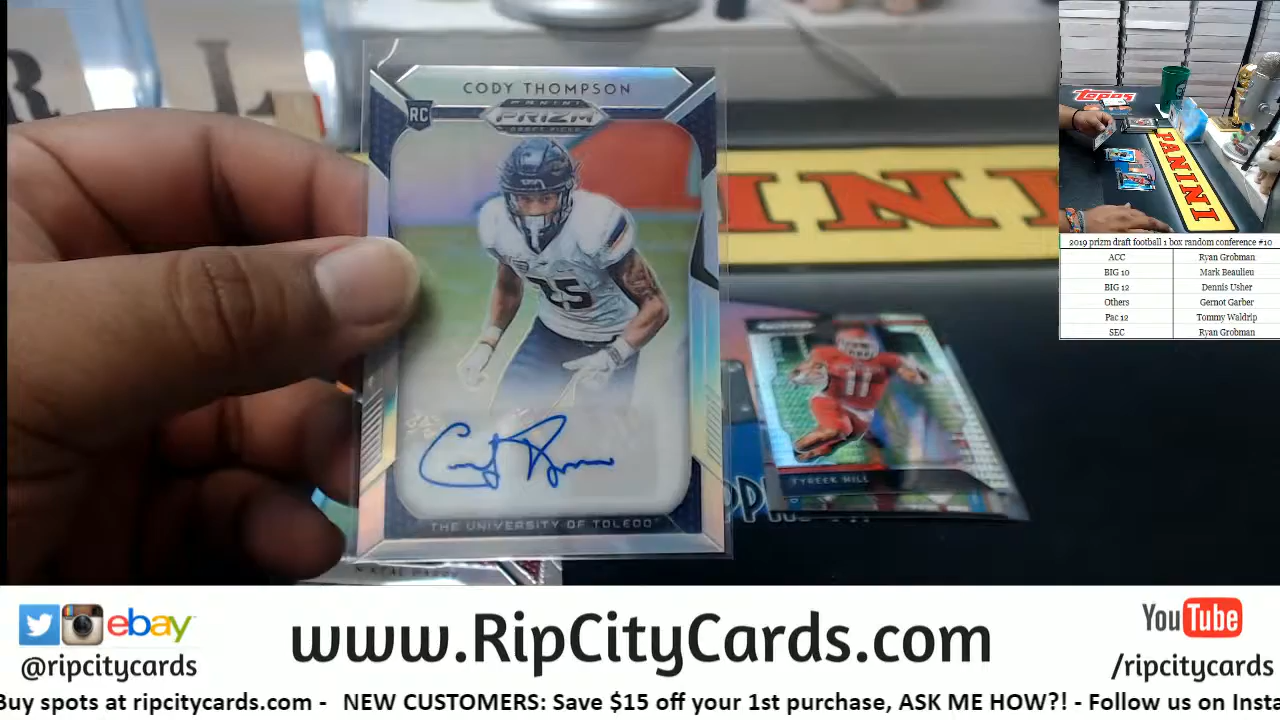 CODY THOMPSON
RC
PANINI
PRIZM
DRAFT PICKS
25
THE UNIVERSITY OF TOLEDO
11
TYREEK HILL
Topps
PANINI
2019 prizm draft football 1 box random conference #10
ACC Ryan Grobman
BIG 10 Mark Beaulieu
BIG 12 Dennis Usher
Others Gernot Garber
Pac 12 Tommy Waldrip
SEC Ryan Grobman
ebay
@ripcitycards
www.RipCityCards.com
YouTube
/ripcitycards
Buy spots at ripcitycards.com - NEW CUSTOMERS: Save $15 off your 1st purchase, ASK ME HOW?! - Follow us on Insta